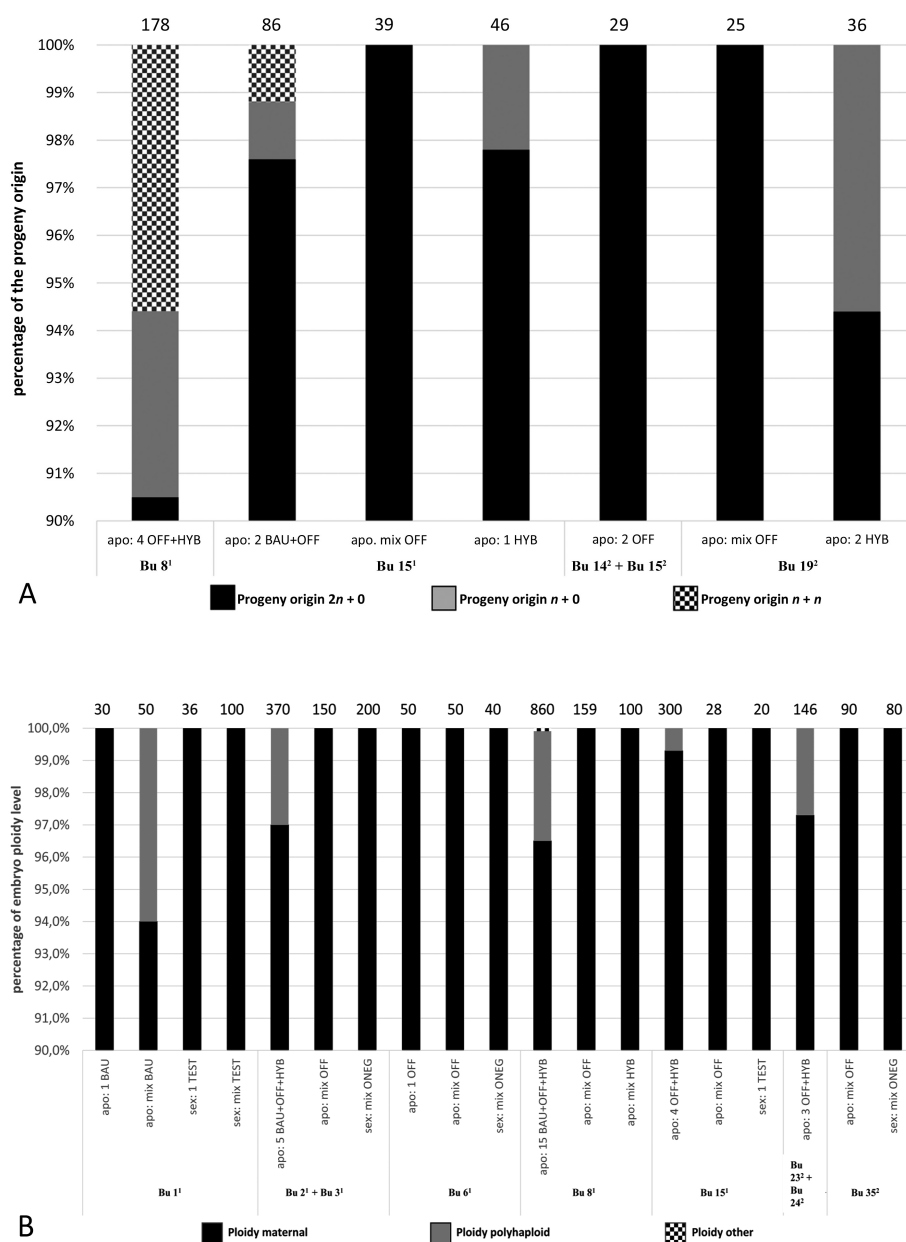 178 86 39 46 29 25 36
100%
99%
98%
97%
96%
95%
94%
93%
92%
91%
90%
percentage of the progeny origin
apo: 4 OFF+HYB apo: 2 BAU+OFF apo. mix OFF apo: 1 HYB apo: 2 OFF apo: mix OFF apo: 2 HYB
Bu 8¹ Bu 15¹ Bu 14² + Bu 15² Bu 19²
A
Progeny origin 2n + 0 Progeny origin n + 0 Progeny origin n + n
30 50 36 100 370 150 200 50 50 40 860 159 100 300 28 20 146 90 80
100,0%
99,0%
98,0%
97,0%
96,0%
95,0%
94,0%
93,0%
92,0%
91,0%
90,0%
percentage of embryo ploidy level
apo: 1 BAU
apo: mix BAU
sex: 1 TEST
sex: mix TEST
apo: 5 BAU+OFF+HYB
apo: mix OFF
sex: mix ONEG
apo: 1 OFF
apo: mix OFF
sex: mix ONEG
apo: 15 BAU+OFF+HYB
apo: mix OFF
apo: mix HYB
apo: 4 OFF+HYB
apo: mix OFF
sex: 1 TEST
apo: 3 OFF+HYB
apo: mix OFF
sex: mix ONEG
Bu 1¹ Bu 2¹ + Bu 3¹ Bu 6¹ Bu 8¹ Bu 15¹
Bu
23² +
Bu
24²
Bu 35²
B
Ploidy maternal Ploidy polyhaploid Ploidy other